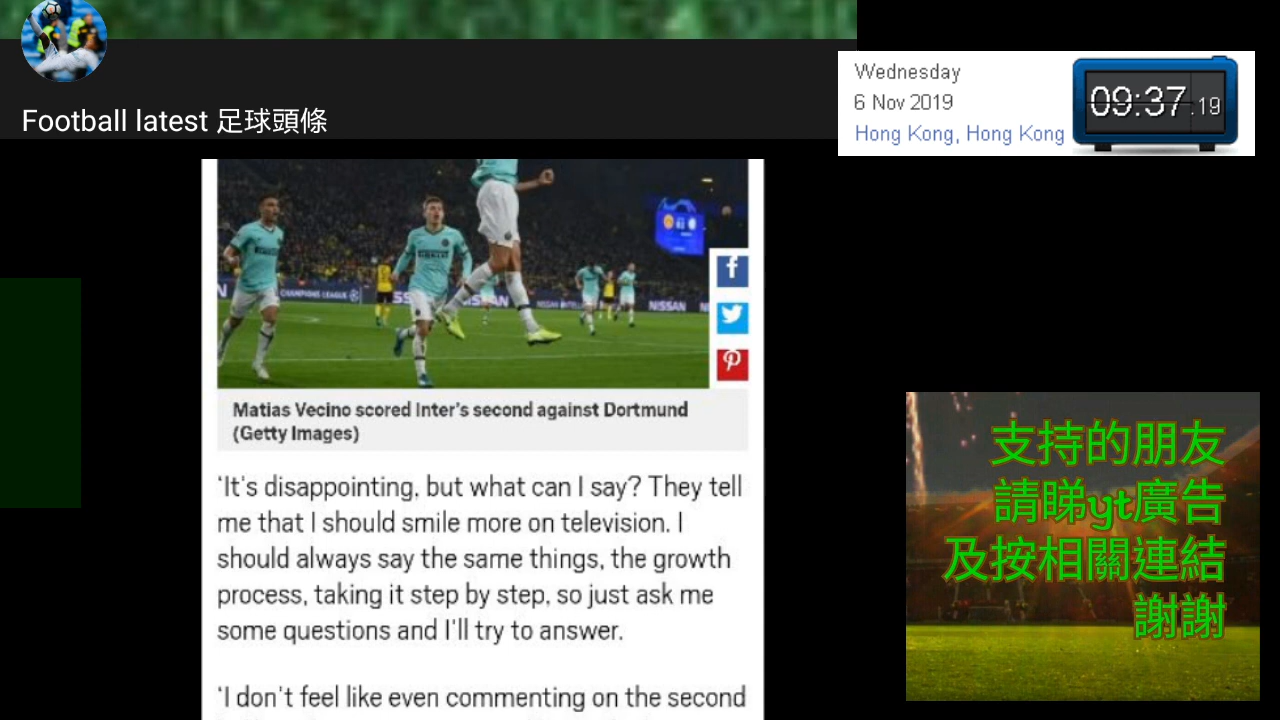 Football latest 足球頭條
Wednesday
6 Nov 2019
Hong Kong, Hong Kong
09:37.19
CHAMPIONS LEAGUE
NISSAN
NISSAN
Matias Vecino scored Inter's second against Dortmund
(Getty Images)
'It's disappointing, but what can I say? They tell
me that I should smile more on television. I
should always say the same things, the growth
process, taking it step by step, so just ask me
some questions and I'll try to answer.
'I don't feel like even commenting on the second
支持的朋友
請睇yt廣告
及按相關連結
謝謝